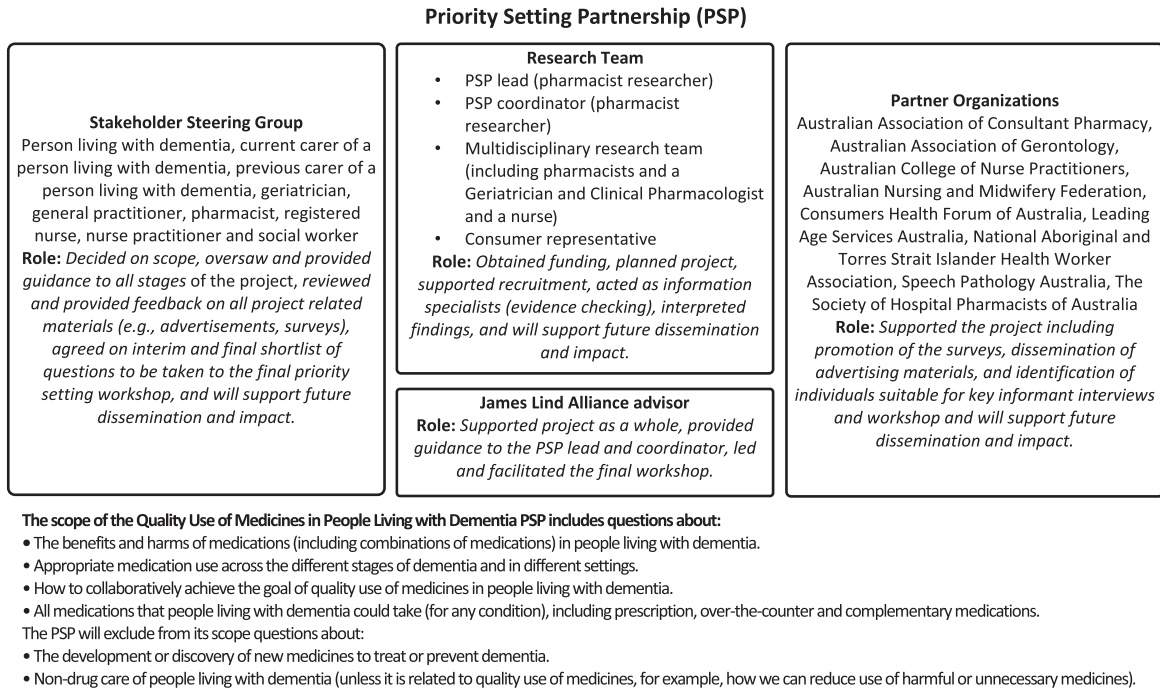 Priority Setting Partnership (PSP)
Stakeholder Steering Group
Person living with dementia, current carer of a
person living with dementia, previous carer of a
person living with dementia, geriatrician,
general practitioner, pharmacist, registered
nurse, nurse practitioner and social worker
Role: Decided on scope, oversaw and provided
guidance to all stages of the project, reviewed
and provided feedback on all project related
materials (e.g., advertisements, surveys),
agreed on interim and final shortlist of
questions to be taken to the final priority
setting workshop, and will support future
dissemination and impact.
Research Team
• PSP lead (pharmacist researcher)
• PSP coordinator (pharmacist
researcher)
• Multidisciplinary research team
(including pharmacists and a
Geriatrician and Clinical Pharmacologist
and a nurse)
• Consumer representative
Role: Obtained funding, planned project,
supported recruitment, acted as information
specialists (evidence checking), interpreted
findings, and will support future dissemination
and impact.
James Lind Alliance advisor
Role: Supported project as a whole, provided
guidance to the PSP lead and coordinator, led
and facilitated the final workshop.
Partner Organizations
Australian Association of Consultant Pharmacy,
Australian Association of Gerontology,
Australian College of Nurse Practitioners,
Australian Nursing and Midwifery Federation,
Consumers Health Forum of Australia, Leading
Age Services Australia, National Aboriginal and
Torres Strait Islander Health Worker
Association, Speech Pathology Australia, The
Society of Hospital Pharmacists of Australia
Role: Supported the project including
promotion of the surveys, dissemination of
advertising materials, and identification of
individuals suitable for key informant interviews
and workshop and will support future
dissemination and impact.
The scope of the Quality Use of Medicines in People Living with Dementia PSP includes questions about:
• The benefits and harms of medications (including combinations of medications) in people living with dementia.
• Appropriate medication use across the different stages of dementia and in different settings.
• How to collaboratively achieve the goal of quality use of medicines in people living with dementia.
• All medications that people living with dementia could take (for any condition), including prescription, over-the-counter and complementary medications.
The PSP will exclude from its scope questions about:
• The development or discovery of new medicines to treat or prevent dementia.
• Non-drug care of people living with dementia (unless it is related to quality use of medicines, for example, how we can reduce use of harmful or unnecessary medicines).